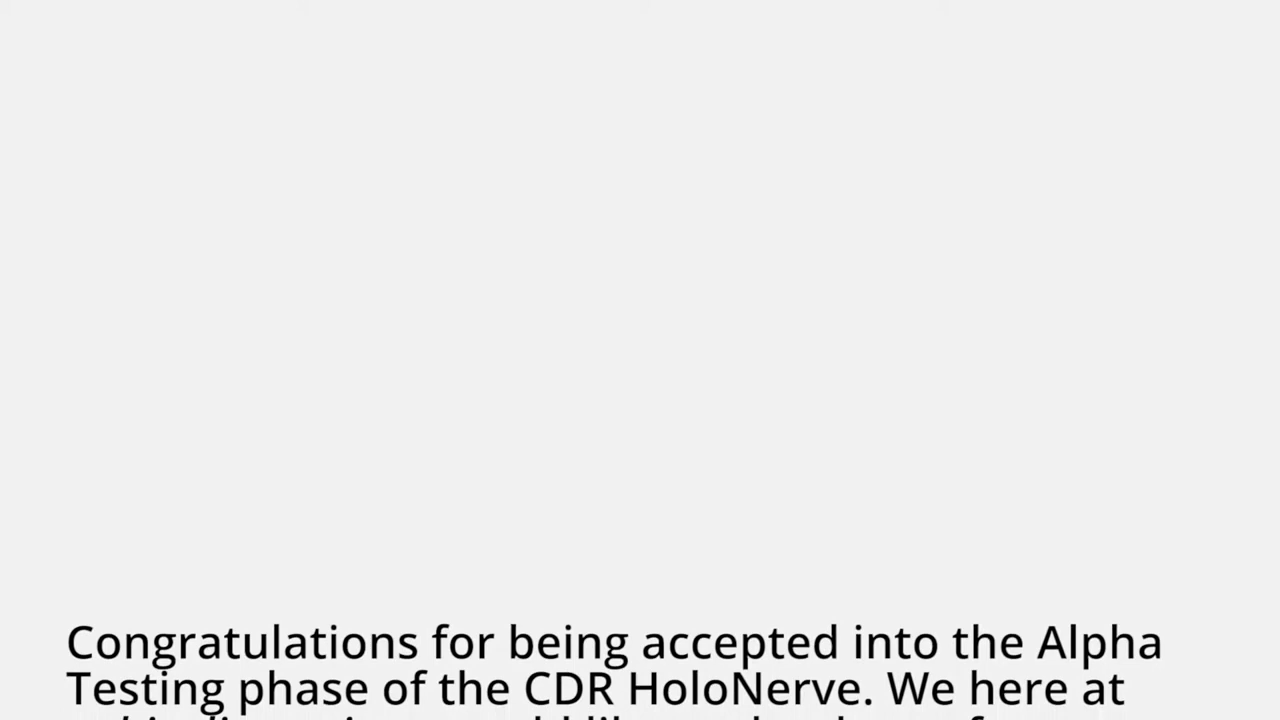 Congratulations for being accepted into the Alpha
Testing phase of the CDR HoloNerve. We here at